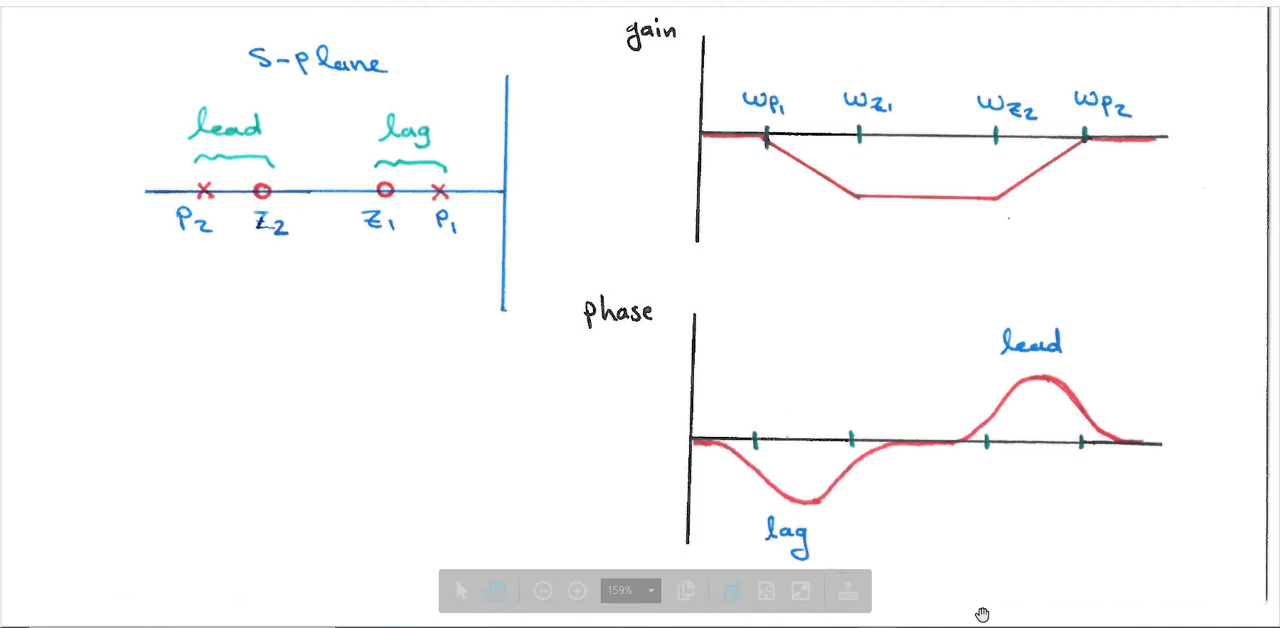 s-plane
lead
lag
P2
Z2
Z1
P1
gain
ωP1
ωZ1
ωZ2
ωP2
phase
lead
lag
159%